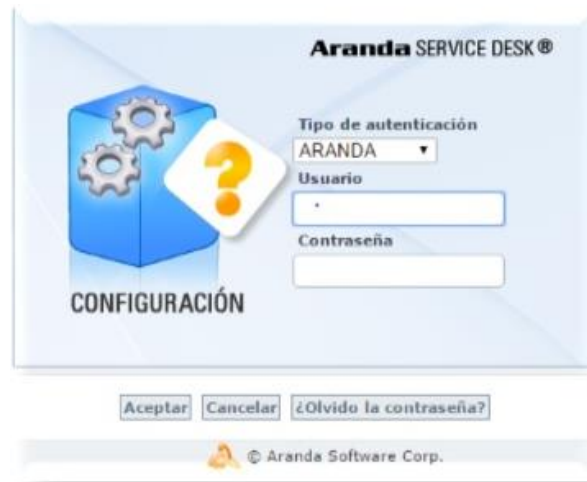 Aranda SERVICE DESK ®
Tipo de autenticación
ARANDA
Usuario
Contraseña
CONFIGURACIÓN
Aceptar Cancelar ¿Olvido la contraseña?
© Aranda Software Corp.